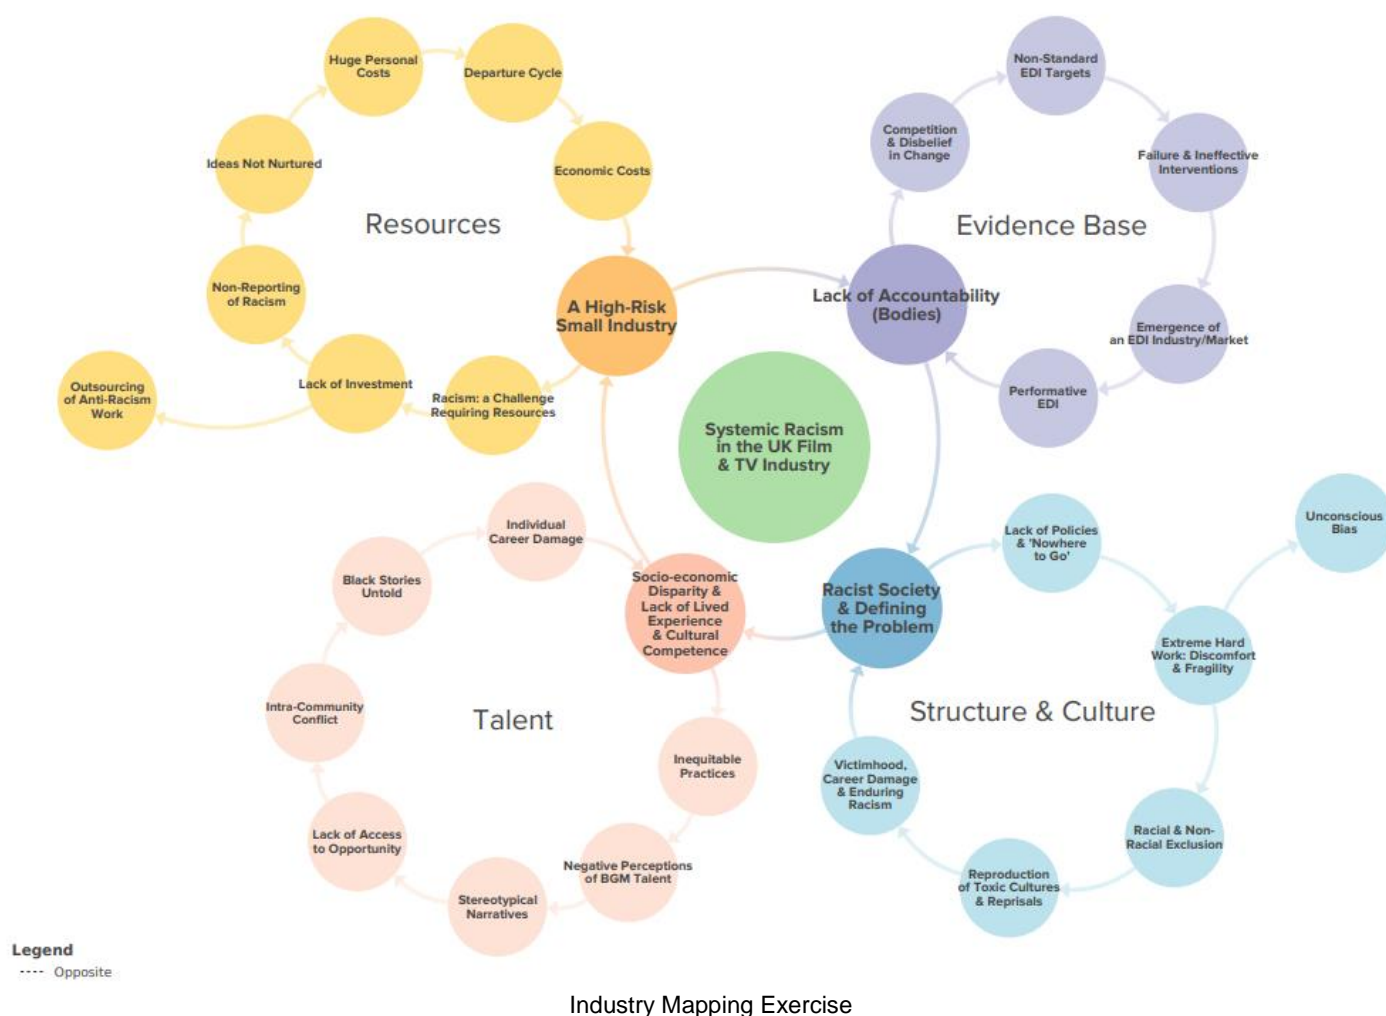 Huge Personal
Costs
Departure Cycle
Ideas Not Nurtured
Economic Costs
Resources
Non-Reporting
of Racism
A High-Risk
Small Industry
Outsourcing
of Anti-Racism
Work
Lack of Investment
Racism: a Challenge
Requiring Resources
Non-Standard
EDI Targets
Competition
& Disbelief
in Change
Failure & Ineffective
Interventions
Evidence Base
Lack of Accountability
(Bodies)
Emergence of
an EDI Industry/Market
Performative
EDI
Systemic Racism
in the UK Film
& TV Industry
Individual
Career Damage
Black Stories
Untold
Socio-economic
Disparity &
Lack of Lived
Experience
& Cultural
Competence
Intra-Community
Conflict
Talent
Inequitable
Practices
Lack of Access
to Opportunity
Negative Perceptions
of BGM Talent
Stereotypical
Narratives
Lack of Policies
& 'Nowhere
to Go'
Unconscious
Bias
Racist Society
& Defining
the Problem
Extreme Hard
Work: Discomfort
& Fragility
Structure & Culture
Victimhood,
Career Damage
& Enduring
Racism
Racial & Non-
Racial Exclusion
Reproduction
of Toxic Cultures
& Reprisals
Legend
Opposite
Industry Mapping Exercise